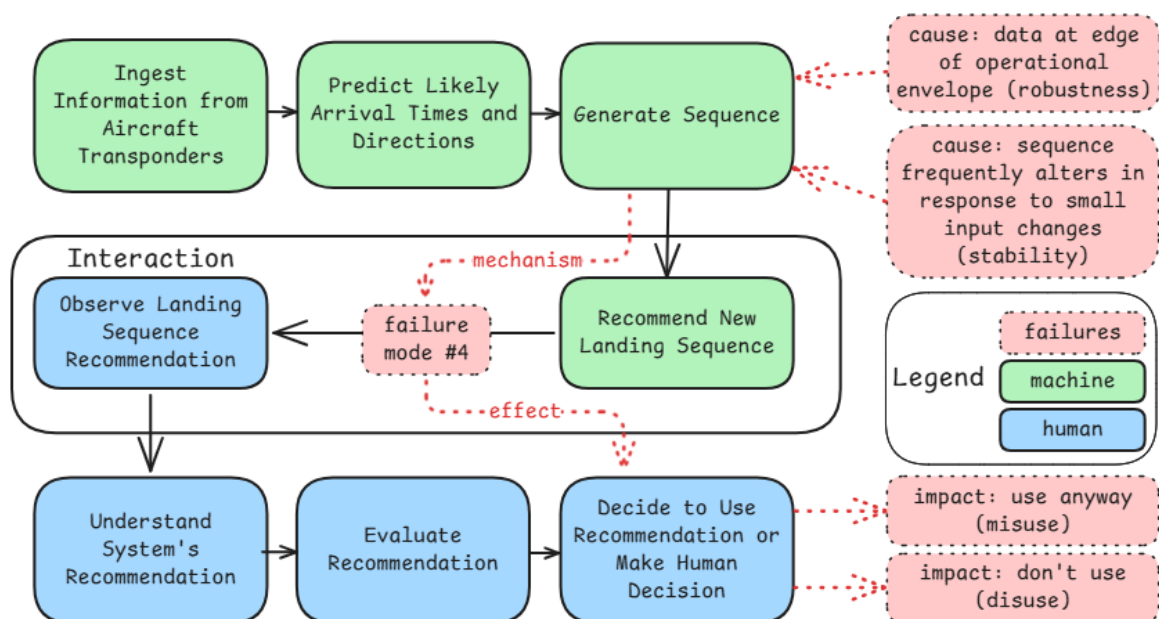 Ingest
Information from
Aircraft
Transponders
Predict Likely
Arrival Times and
Directions
Generate Sequence
cause: data at edge
of operational
envelope (robustness)
cause: sequence
frequently alters in
response to small
input changes
(stability)
Interaction
mechanism
Observe Landing
Sequence
Recommendation
failure
mode #4
Recommend New
Landing Sequence
effect
Legend
failures
machine
human
Understand
System's
Recommendation
Evaluate
Recommendation
Decide to Use
Recommendation or
Make Human
Decision
impact: use anyway
(misuse)
impact: don't use
(disuse)